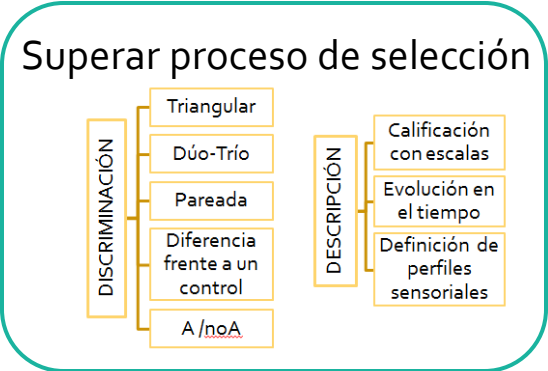 Superar proceso de selección
DISCRIMINACIÓN
Triangular
Dúo-Trío
Pareada
Diferencia
frente a un
control
A /noA
DESCRIPCIÓN
Calificación
con escalas
Evolución en
el tiempo
Definición de
perfiles
sensoriales